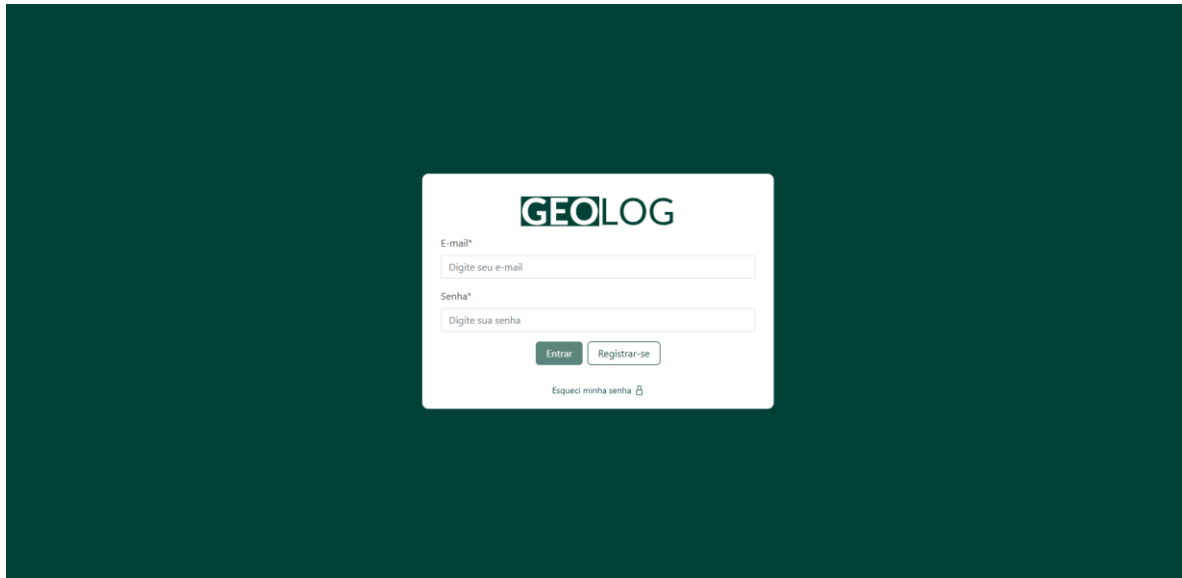 GEOLOG
E-mail*
Digite seu e-mail
Senha*
Digite sua senha
Entrar Registrar-se
Esqueci minha senha